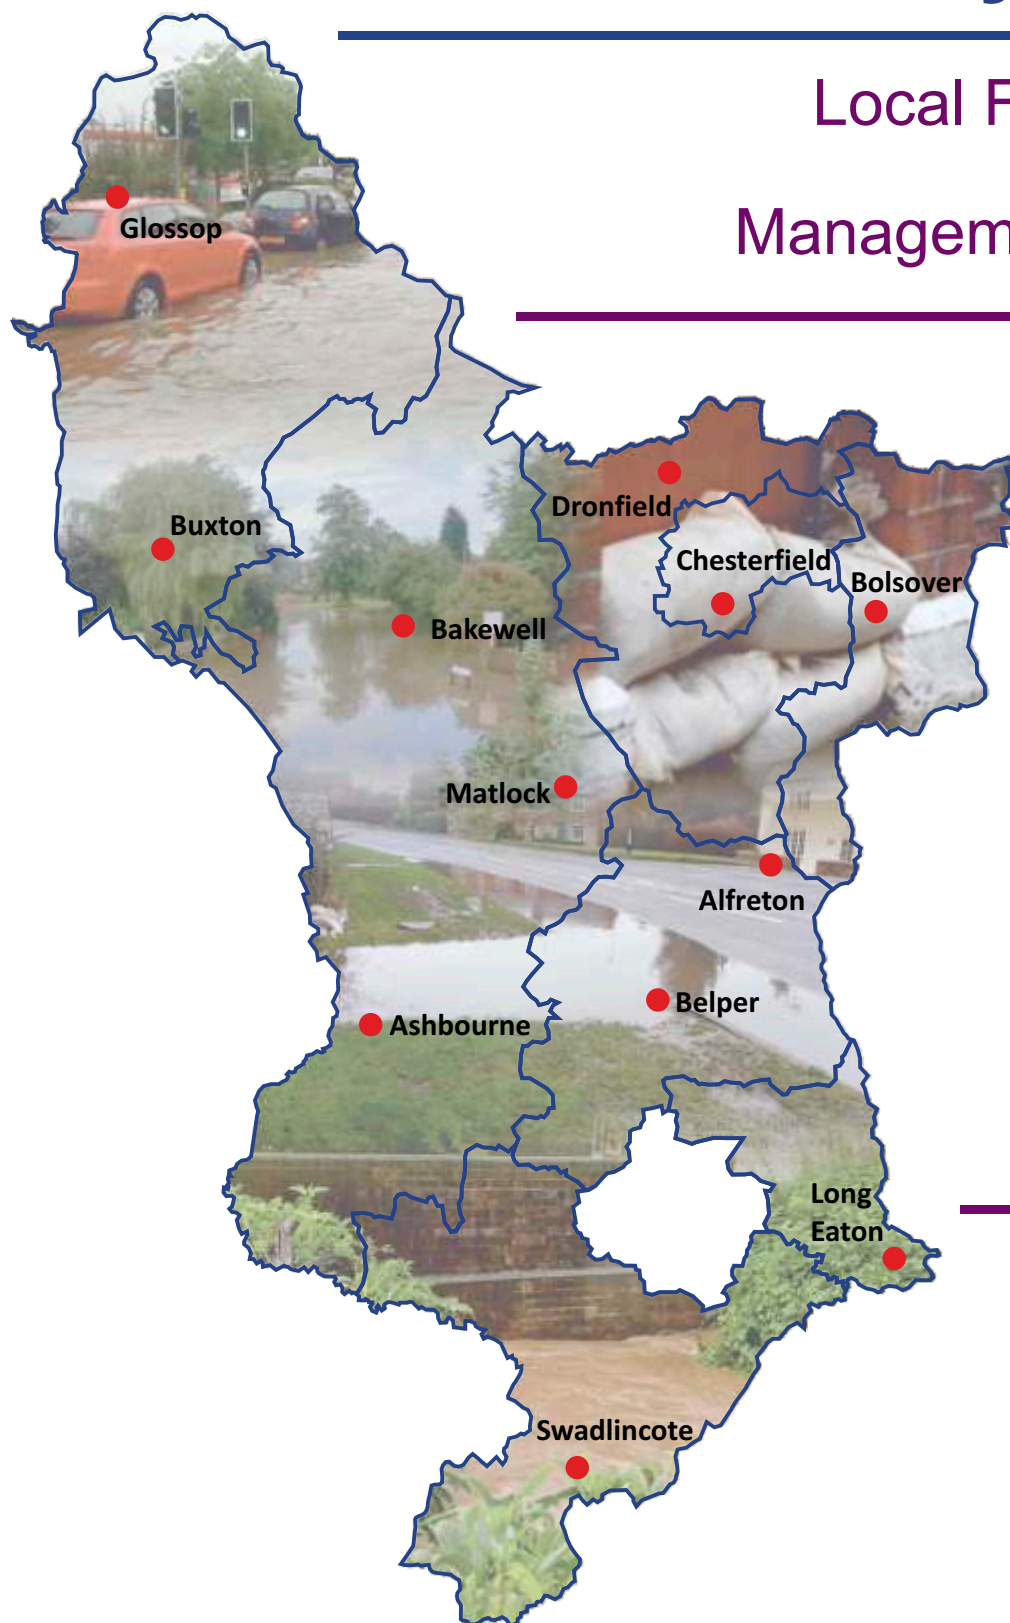 Local
Managem
Glossop
Dronfield
Buxton
Chesterfield
Bolsover
Bakewell
Matlock
Alfreton
Belper
Ashbourne
Long
Eaton
Swadlincote